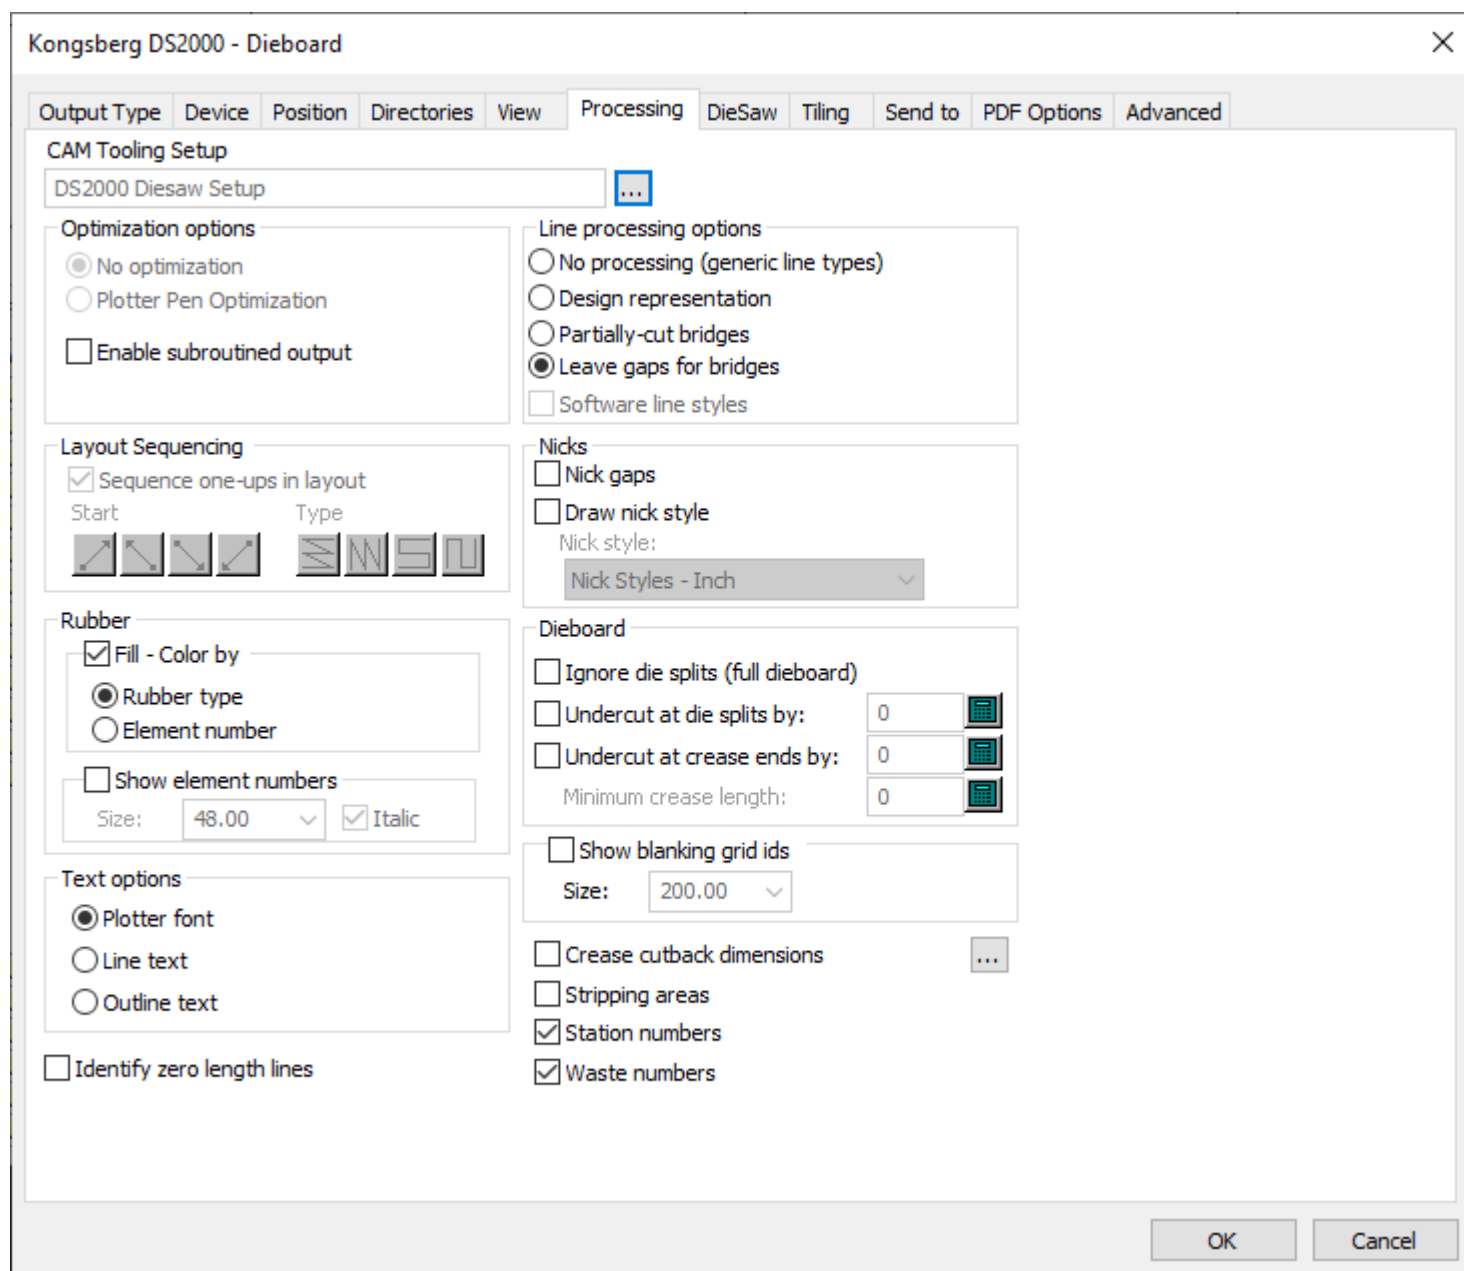 Kongsberg DS2000 - Dieboard
Output Type Device Position Directories View Processing DieSaw Tiling Send to PDF Options Advanced
CAM Tooling Setup
DS2000 Diesaw Setup ...
Optimization options
No optimization
Plotter Pen Optimization
Enable subroutined output
Line processing options
No processing (generic line types)
Design representation
Partially-cut bridges
Leave gaps for bridges
Software line styles
Layout Sequencing
Sequence one-ups in layout
Start Type
Nicks
Nick gaps
Draw nick style
Nick style:
Nick Styles - Inch
Rubber
Fill - Color by
Rubber type
Element number
Show element numbers
Size: 48.00 Italic
Dieboard
Ignore die splits (full dieboard)
Undercut at die splits by: 0
Undercut at crease ends by: 0
Minimum crease length: 0
Show blanking grid ids
Size: 200.00
Text options
Plotter font
Line text
Outline text
Identify zero length lines
Crease cutback dimensions ...
Stripping areas
Station numbers
Waste numbers
OK Cancel